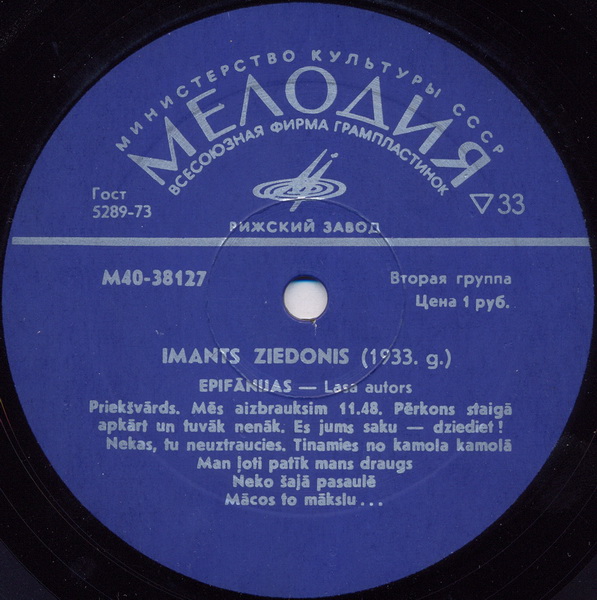 МИНИСТЕРСТВО КУЛЬТУРЫ СССР
МЕЛОДИЯ
ВСЕСОЮЗНАЯ ФИРМА ГРАМПЛАСТИНОК
Гост
5289-73
33
РИЖСКИЙ ЗАВОД
М40-38127
Вторая группа
Цена 1 руб.
IMANTS ZIEDONIS (1933. g.)
EPIFĀNIJAS — Lasa autors
Priekšvārds. Mēs aizbrauksim 11.48. Pērkons staigā
apkārt un tuvāk nenāk. Es jums saku — dziediet!
Nekas, tu neuztraucies. Tinamies no kamola kamolā
Man ļoti patīk mans draugs
Neko šajā pasaulē
Mācos to mākslu...